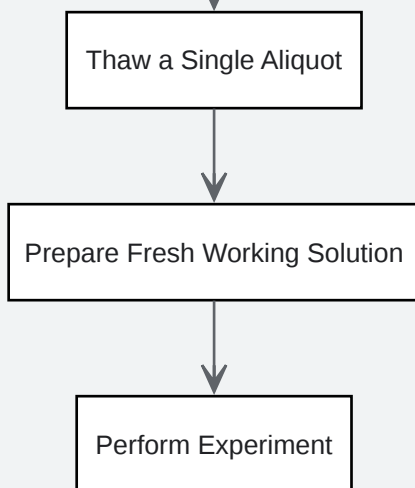 Thaw a Single Aliquot
Prepare Fresh Working Solution
Perform Experiment